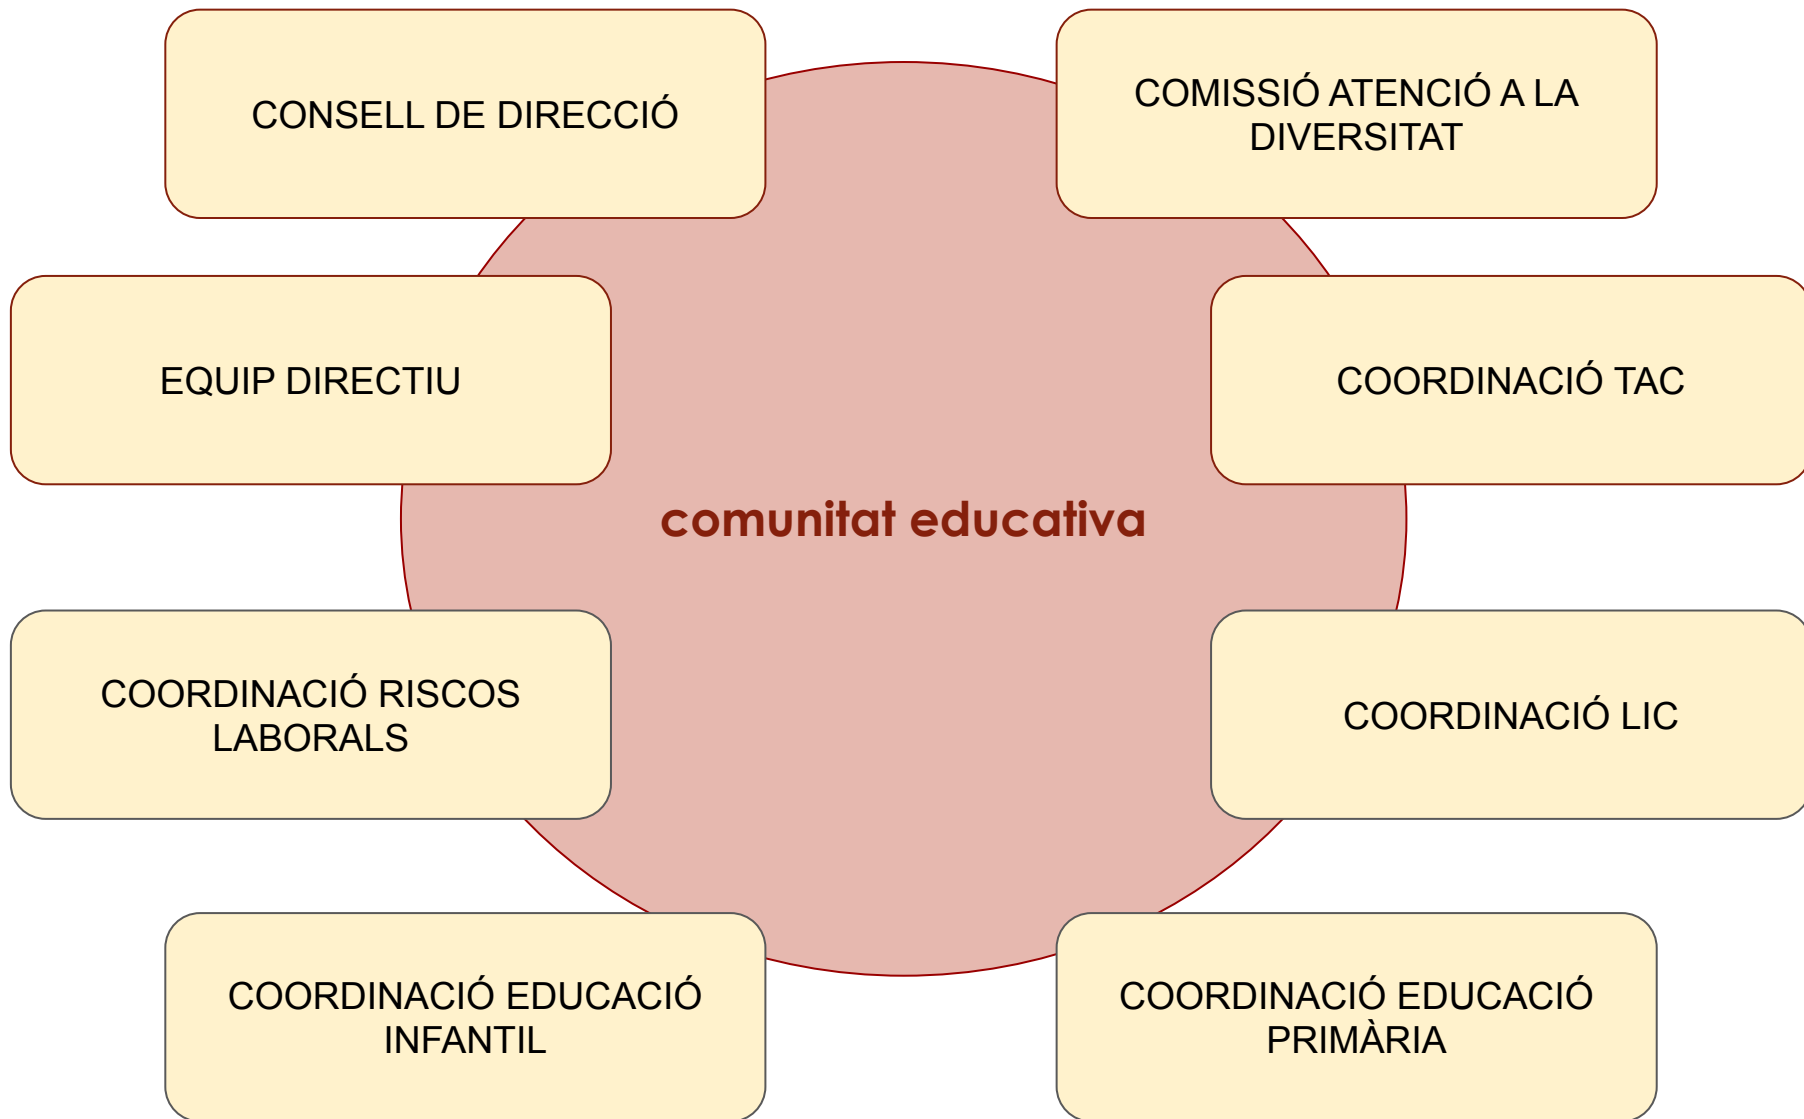 CONSELL DE DIRECCIÓ
COMISSIÓ ATENCIÓ A LA
DIVERSITAT
EQUIP DIRECTIU
COORDINACIÓ TAC
comunitat educativa
COORDINACIÓ RISCOS
LABORALS
COORDINACIÓ LIC
COORDINACIÓ EDUCACIÓ
INFANTIL
COORDINACIÓ EDUCACIÓ
PRIMÀRIA